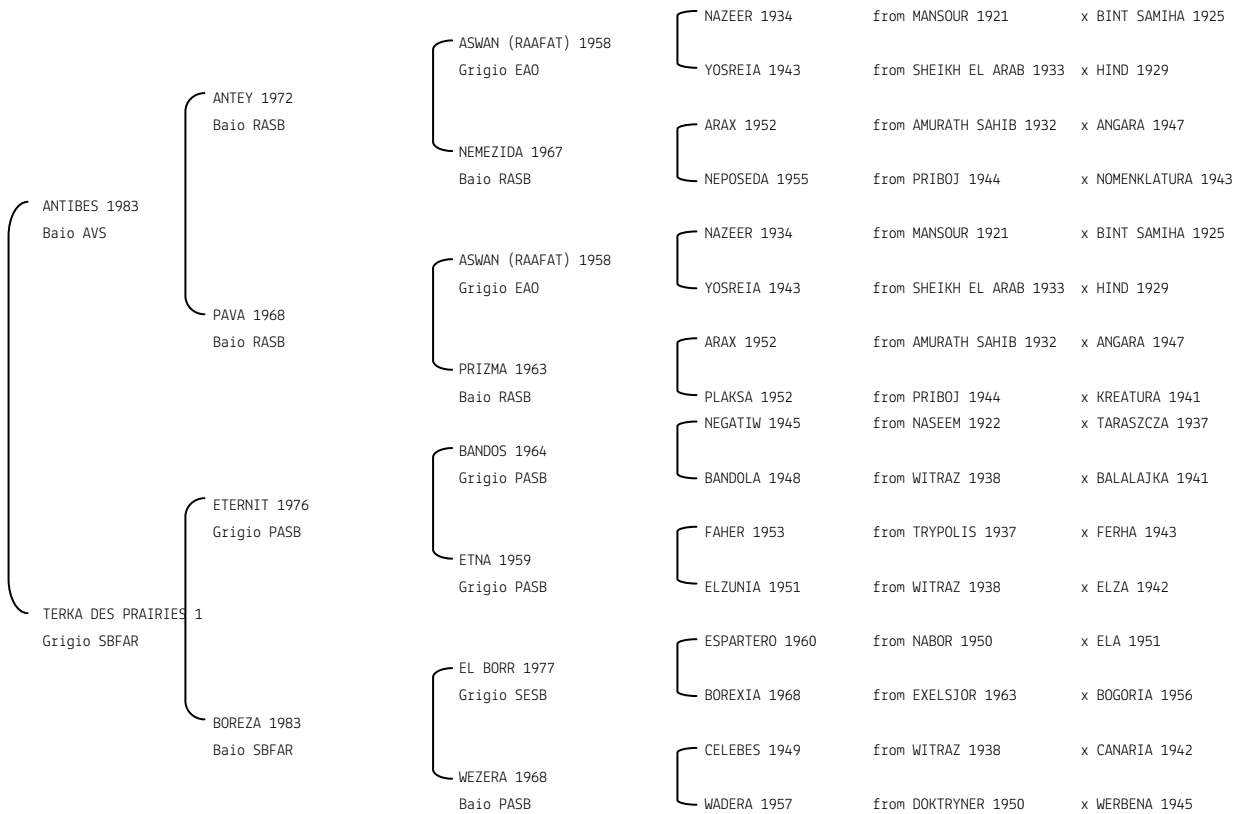 NAZEER 1934 from MANSOUR 1921 x BINT SAMIHA 1925
ASWAN (RAAFAT) 1958
Grigio EAO YOSREIA 1943 from SHEIKH EL ARAB 1933 x HIND 1929
ANTEY 1972
Baio RASB ARAX 1952 from AMURATH SAHIB 1932 x ANGARA 1947
NEMEZIDA 1967
Baio RASB NEPOSEDA 1955 from PRIBOJ 1944 x NOMENKLATURA 1943
ANTIBES 1983
Baio AVS NAZEER 1934 from MANSOUR 1921 x BINT SAMIHA 1925
ASWAN (RAAFAT) 1958
Grigio EAO YOSREIA 1943 from SHEIKH EL ARAB 1933 x HIND 1929
PAVA 1968
Baio RASB ARAX 1952 from AMURATH SAHIB 1932 x ANGARA 1947
PRIZMA 1963
Baio RASB PLAKSA 1952 from PRIBOJ 1944 x KREATURA 1941
NEGATIW 1945 from NASEEM 1922 x TARASZCZA 1937
BANDOS 1964
Grigio PASB BANDOLA 1948 from WITRAZ 1938 x BALALAJKA 1941
ETERNIT 1976
Grigio PASB FAHER 1953 from TRYPOLIS 1937 x FERHA 1943
ETNA 1959
Grigio PASB ELZUNIA 1951 from WITRAZ 1938 x ELZA 1942
TERKA DES PRAIRIES 1
Grigio SBFAR ESPARTERO 1960 from NABOR 1950 x ELA 1951
EL BORR 1977
Grigio SESB BOREXIA 1968 from EXELSJOR 1963 x BOGORIA 1956
BOREZA 1983
Baio SBFAR CELEBES 1949 from WITRAZ 1938 x CANARIA 1942
WEZERA 1968
Baio PASB WADERA 1957 from DOKTRYNER 1950 x WERBENA 1945